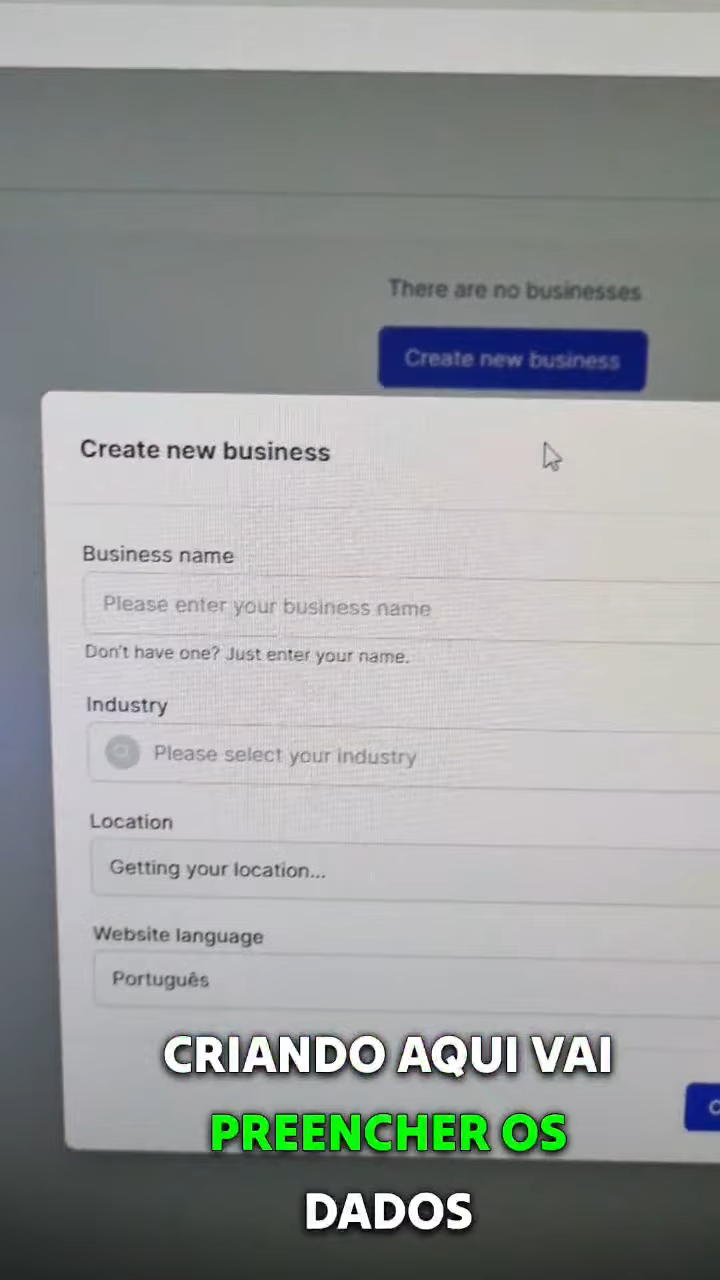 There are no businesses
Create new business
Create new business
Business name
Please enter your business name
Don't have one? Just enter your name.
Industry
Please select your industry
Location
Getting your location...
Website language
Português
CRIANDO AQUI VAI
PREENCHER OS
DADOS